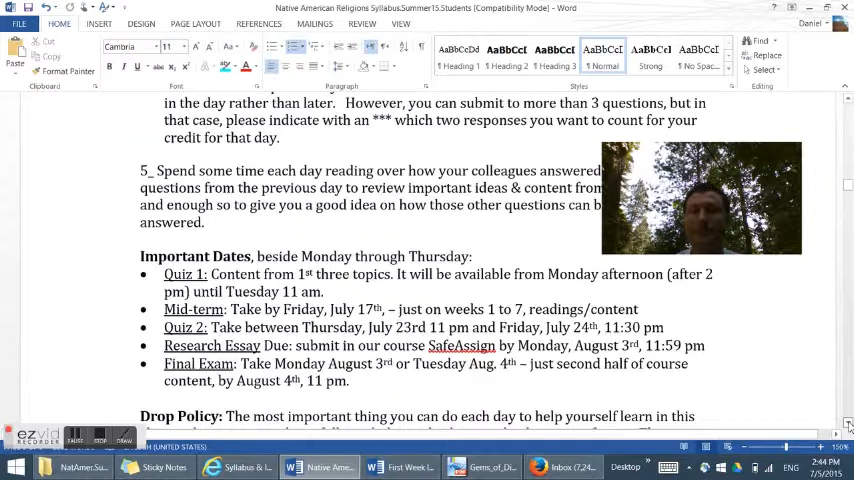 Native American Religions Syllabus.Summer15.Students [Compatibility Mode] - Word
FILE HOME INSERT DESIGN PAGE LAYOUT REFERENCES MAILINGS REVIEW VIEW Daniel
Cut
Copy
Format Painter
Paste
Clipboard
Cambria 11
Font
Paragraph
AaBbCcDd AaBbCcI AaBbCcI AaBbCcI AaBbCcI AaBbCcI
¶ Heading 1 ¶ Heading 2 ¶ Heading 3 ¶ Normal Strong ¶ No Spac...
Styles
Find
Replace
Select
Editing
in the day rather than later. However, you can submit to more than 3 questions, but in
that case, please indicate with an *** which two responses you want to count for your
credit for that day.
5_ Spend some time each day reading over how your colleagues answered
questions from the previous day to review important ideas & content from
and enough so to give you a good idea on how those other questions can b
answered.
Important Dates, beside Monday through Thursday:
• Quiz 1: Content from 1st three topics. It will be available from Monday afternoon (after 2
pm) until Tuesday 11 am.
• Mid-term: Take by Friday, July 17th, – just on weeks 1 to 7, readings/content
• Quiz 2: Take between Thursday, July 23rd 11 pm and Friday, July 24th, 11:30 pm
• Research Essay Due: submit in our course SafeAssign by Monday, August 3rd, 11:59 pm
• Final Exam: Take Monday August 3rd or Tuesday Aug. 4th – just second half of course
content, by August 4th, 11 pm.
Drop Policy: The most important thing you can do each day to help yourself learn in this
ezvid
RECORDER
PAUSE STOP DRAW
(UNITED STATES)
150%
NatAmer.Su... Sticky Notes Syllabus & I... Native Ame... First Week I... Gems_of_Di... Inbox (7,24... Desktop ENG
2:44 PM
7/5/2015